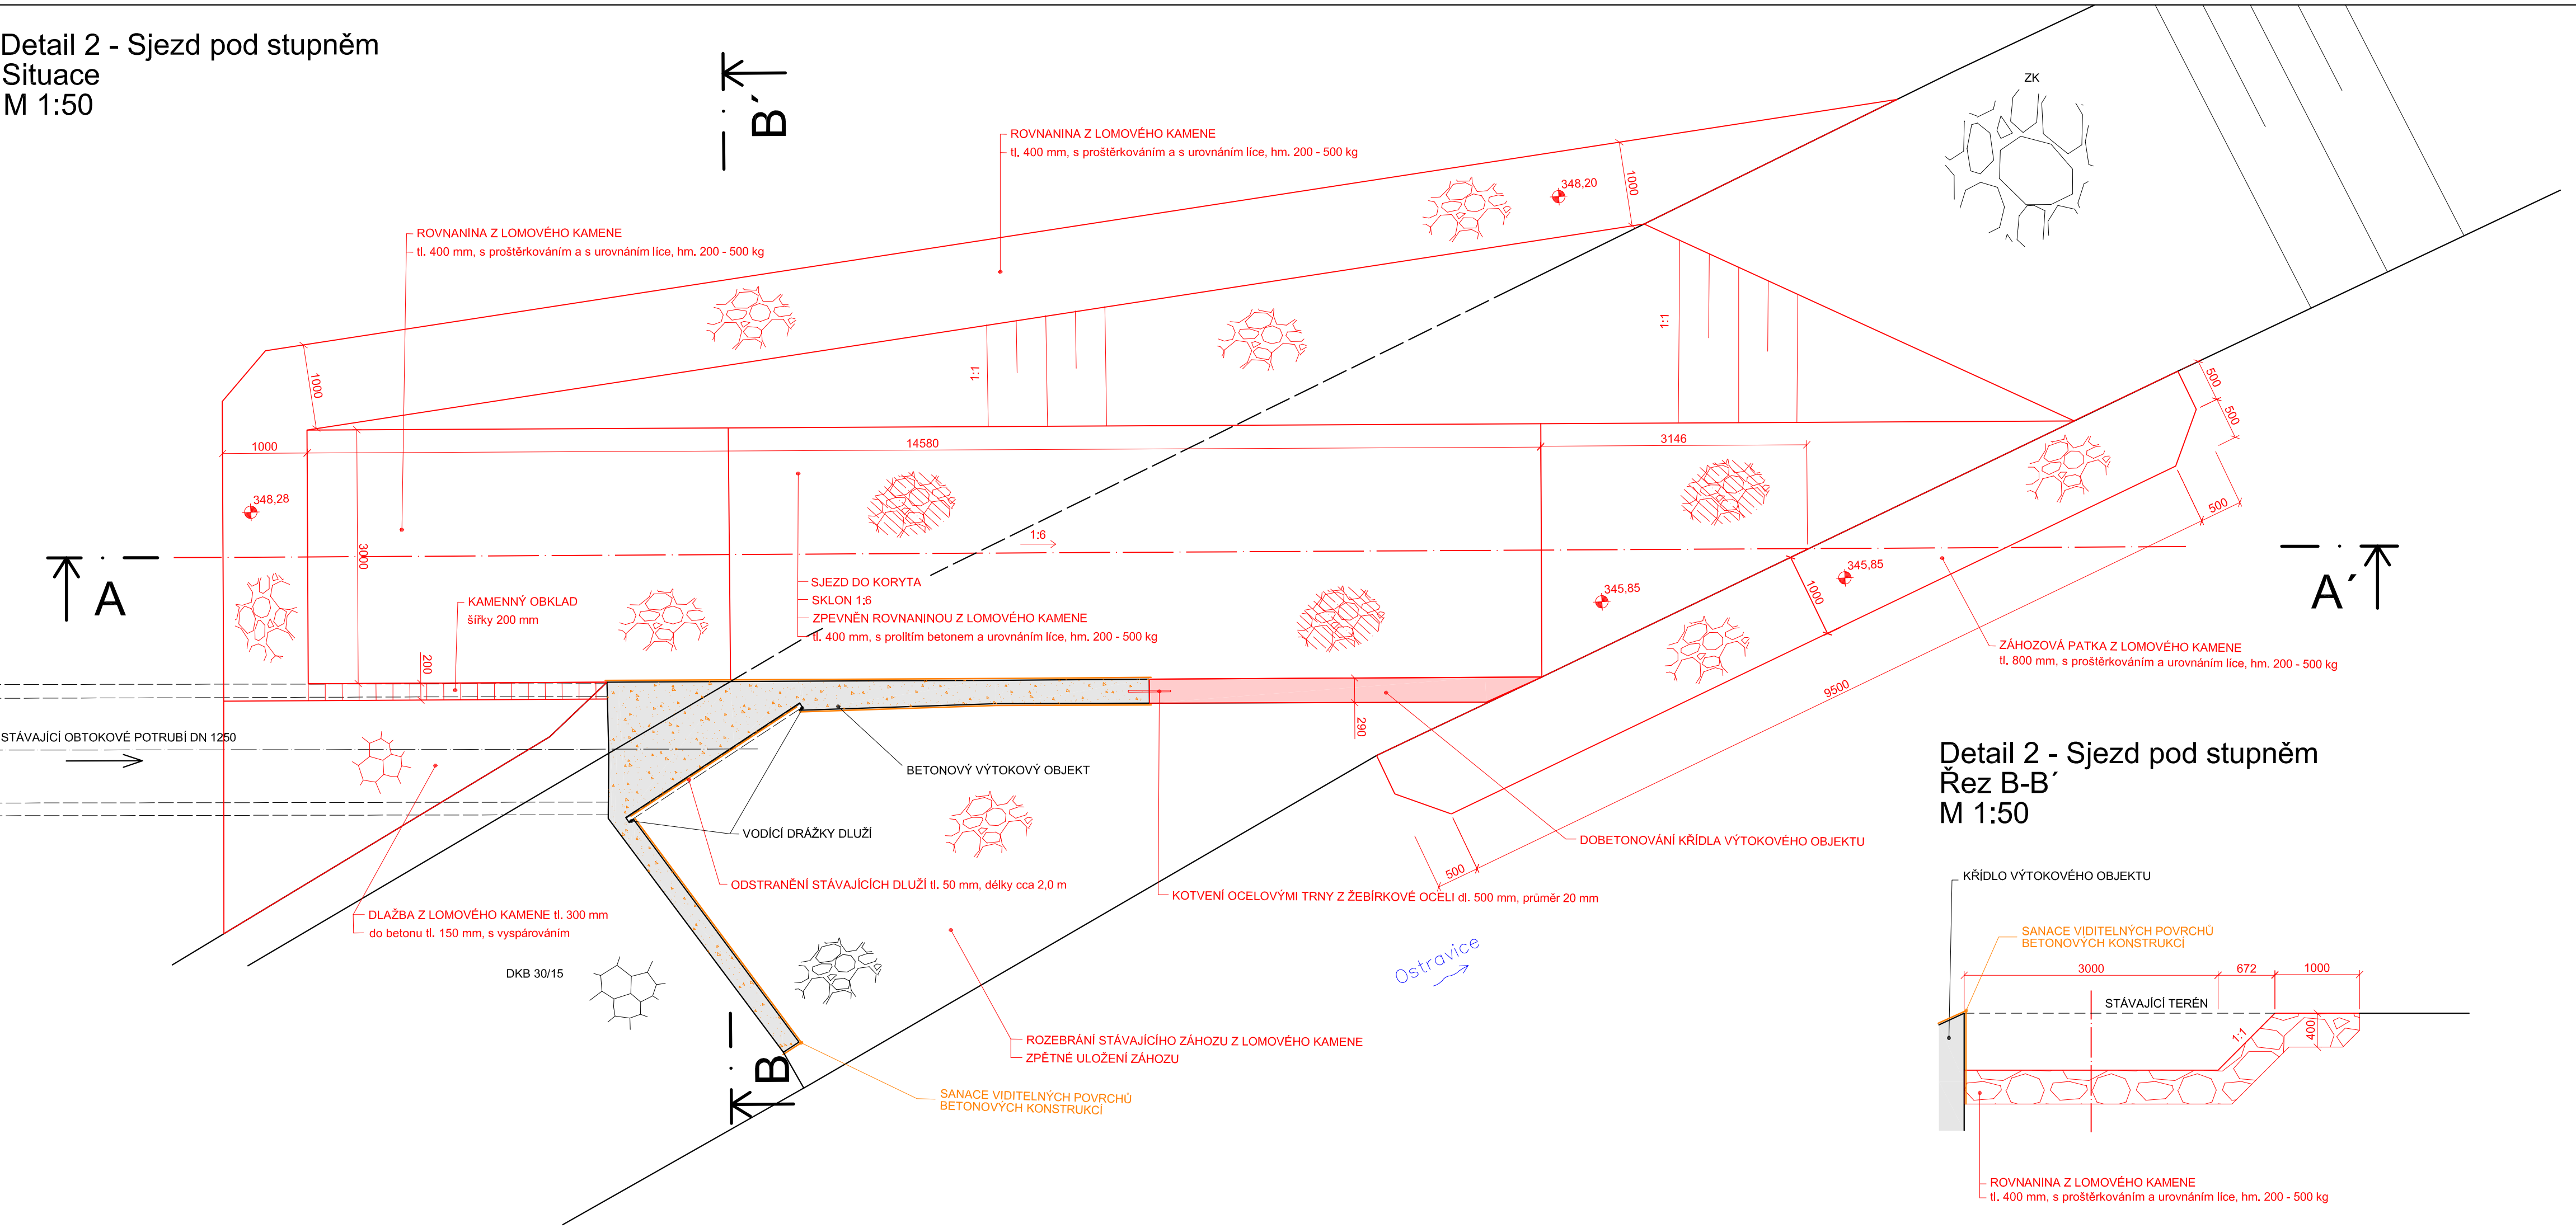 Detail 2 - Sjezd pod stupněm
Situace
M 1:50
B´
ZK
ROVNANINA Z LOMOVÉHO KAMENE
tl. 400 mm, s proštěrkováním a s urovnáním líce, hm. 200 - 500 kg
348,20
1000
ROVNANINA Z LOMOVÉHO KAMENE
tl. 400 mm, s proštěrkováním a s urovnáním líce, hm. 200 - 500 kg
1:1
1:1
1000
500
500
1000
14580
3146
348,28
500
3000
1:6
A
A´
345,85
345,85
1000
SJEZD DO KORYTA
SKLON 1:6
ZPEVNĚN ROVNANINOU Z LOMOVÉHO KAMENE
tl. 400 mm, s prolitím betonem a urovnáním líce, hm. 200 - 500 kg
KAMENNÝ OBKLAD
šířky 200 mm
200
ZÁHOZOVÁ PATKA Z LOMOVÉHO KAMENE
tl. 800 mm, s proštěrkováním a urovnáním líce, hm. 200 - 500 kg
9500
290
STÁVAJÍCÍ OBTOKOVÉ POTRUBÍ DN 1250
BETONOVÝ VÝTOKOVÝ OBJEKT
VODÍCÍ DRÁŽKY DLUŽÍ
DOBETONOVÁNÍ KŘÍDLA VÝTOKOVÉHO OBJEKTU
500
ODSTRANĚNÍ STÁVAJÍCÍCH DLUŽÍ tl. 50 mm, délky cca 2,0 m
KOTVENÍ OCELOVÝMI TRNY Z ŽEBÍRKOVÉ OCELI dl. 500 mm, průměr 20 mm
DLAŽBA Z LOMOVÉHO KAMENE tl. 300 mm
do betonu tl. 150 mm, s vyspárováním
DKB 30/15
Ostravice
ROZEBRÁNÍ STÁVAJÍCÍHO ZÁHOZU Z LOMOVÉHO KAMENE
ZPĚTNÉ ULOŽENÍ ZÁHOZU
B
SANACE VIDITELNÝCH POVRCHŮ
BETONOVÝCH KONSTRUKCÍ
Detail 2 - Sjezd pod stupněm
Řez B-B´
M 1:50
KŘÍDLO VÝTOKOVÉHO OBJEKTU
SANACE VIDITELNÝCH POVRCHŮ
BETONOVÝCH KONSTRUKCÍ
3000
672
1000
STÁVAJÍCÍ TERÉN
1:1
400
ROVNANINA Z LOMOVÉHO KAMENE
tl. 400 mm, s proštěrkováním a urovnáním líce, hm. 200 - 500 kg